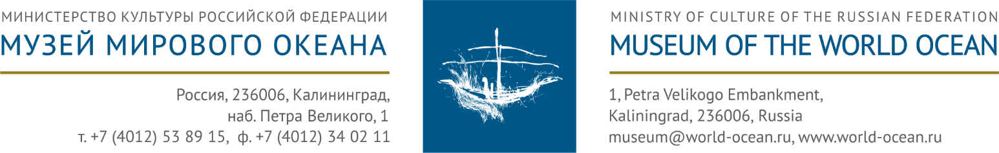 МИНИСТЕРСТВО КУЛЬТУРЫ РОССИЙСКОЙ ФЕДЕРАЦИИ
МУЗЕЙ МИРОВОГО ОКЕАНА
Россия, 236006, Калининград,
наб. Петра Великого, 1
т. +7 (4012) 53 89 15, ф. +7 (4012) 34 02 11
MINISTRY OF CULTURE OF THE RUSSIAN FEDERATION
MUSEUM OF THE WORLD OCEAN
1, Petra Velikogo Embankment,
Kaliningrad, 236006, Russia
museum@world-ocean.ru, www.world-ocean.ru